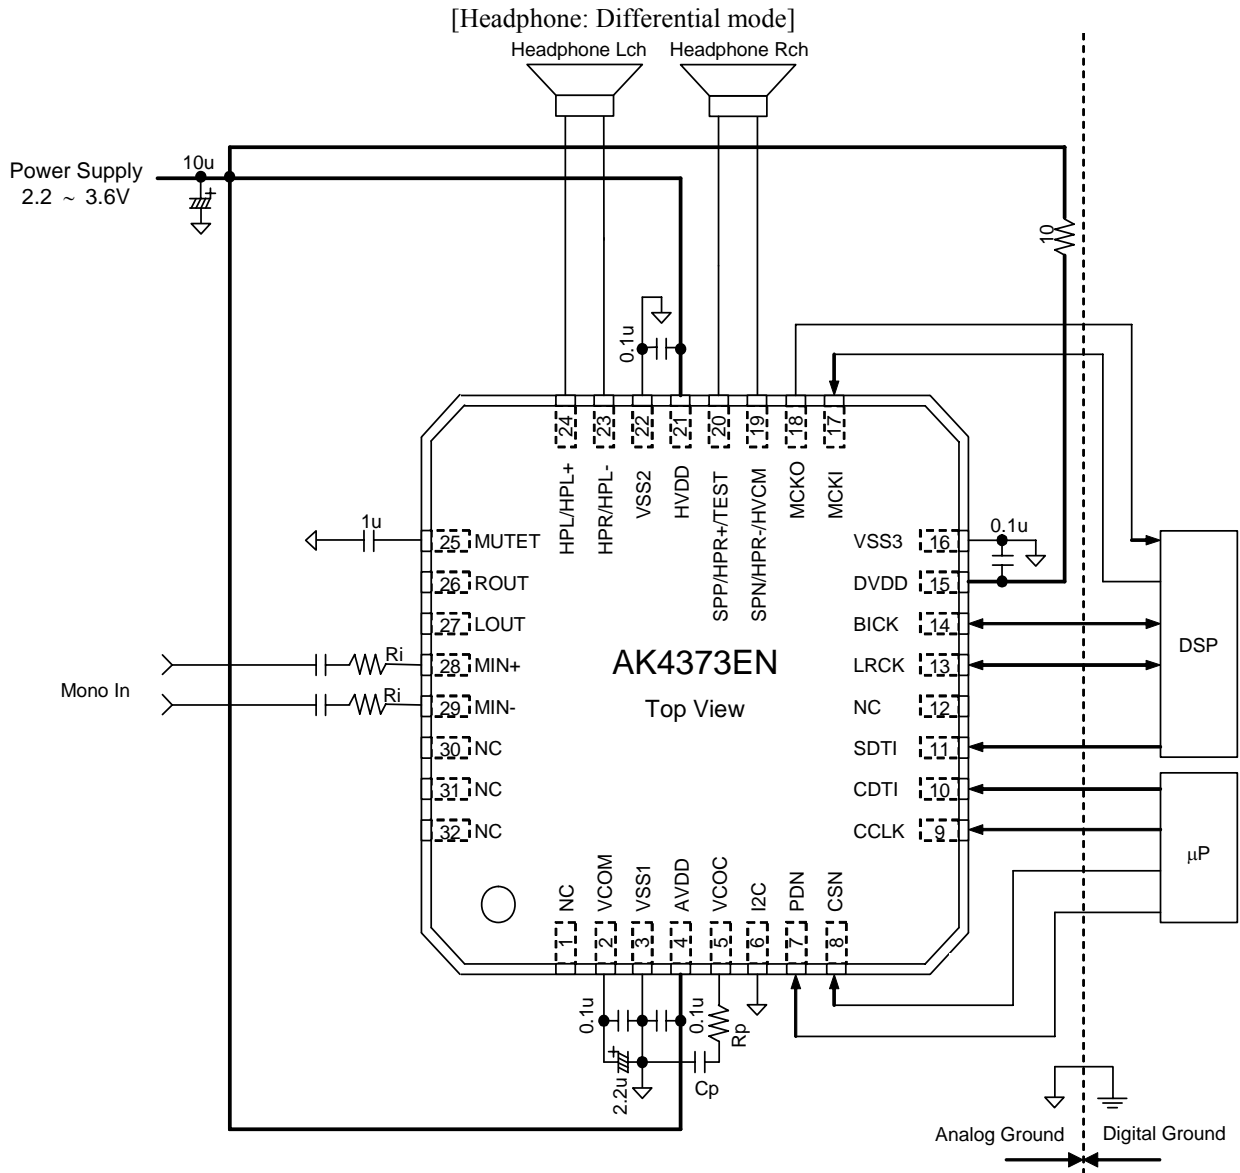 [Headphone: Differential mode]
Headphone Lch
Headphone Rch
Power Supply
2.2 ~ 3.6V
10u
+
10
0.1u
24
23
22
21
20
19
18
17
HPL/HPL+
HPR/HPL-
VSS2
HVDD
SPP/HPR+/TEST
SPN/HPR-/HVCM
MCKO
MCKI
1u
25 MUTET
26 ROUT
27 LOUT
Mono In
Ri
28 MIN+
Ri
29 MIN-
30 NC
31 NC
32 NC
AK4373EN
Top View
VSS3 16
0.1u
DVDD 15
BICK 14
LRCK 13
NC 12
SDTI 11
CDTI 10
CCLK 9
DSP
μP
NC
VCOM
VSS1
AVDD
VCOC
I2C
PDN
CSN
1
2
3
4
5
6
7
8
0.1u
0.1u
Rp
+
2.2u
Cp
Analog Ground
Digital Ground